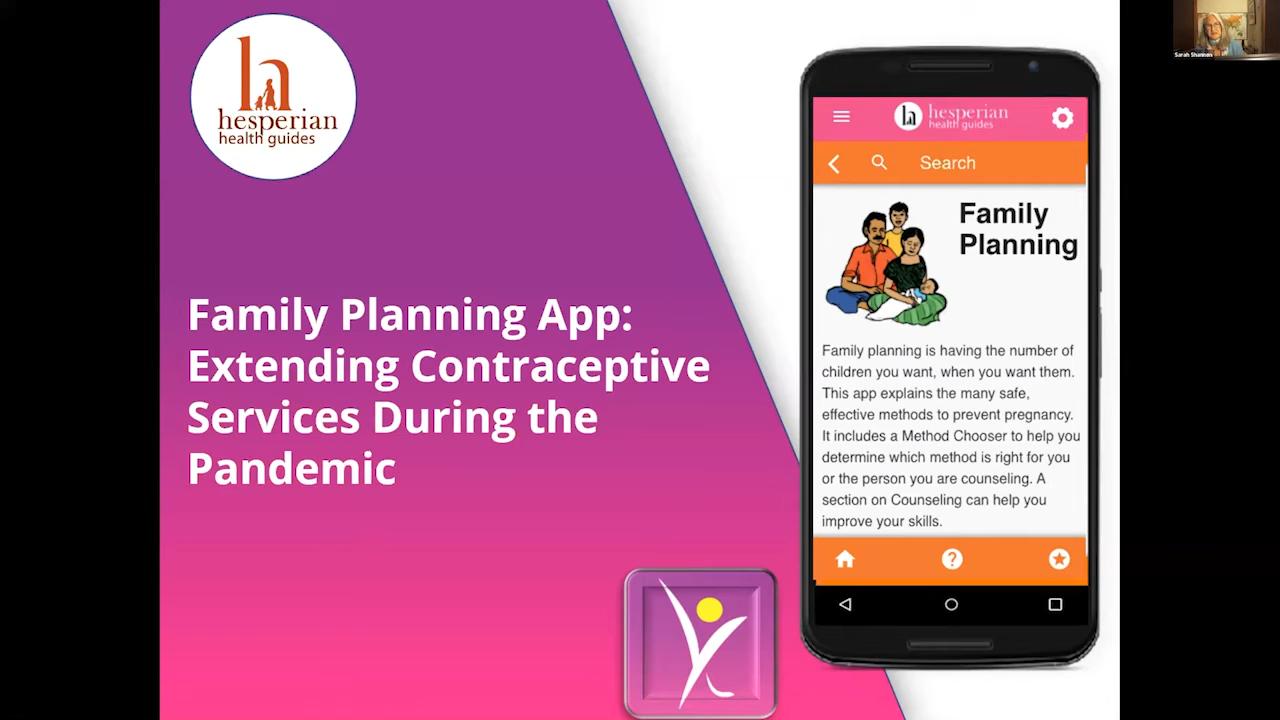 hesperian
health guides
Family Planning App:
Extending Contraceptive
Services During the
Pandemic
hesperian
health guides
Search
Family
Planning
Family planning is having the number of
children you want, when you want them.
This app explains the many safe,
effective methods to prevent pregnancy.
It includes a Method Chooser to help you
determine which method is right for you
or the person you are counseling. A
section on Counseling can help you
improve your skills.
Sarah Shannon